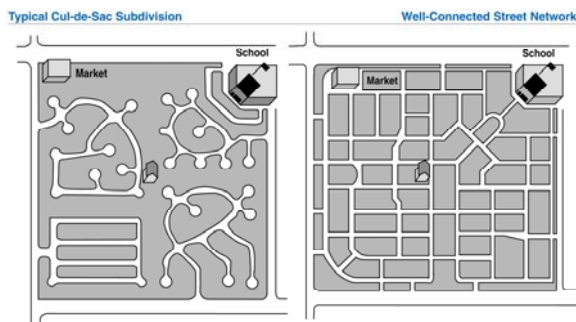 Typical Cul-de-Sac Subdivision
Well-Connected Street Network
School
Market
School
Market